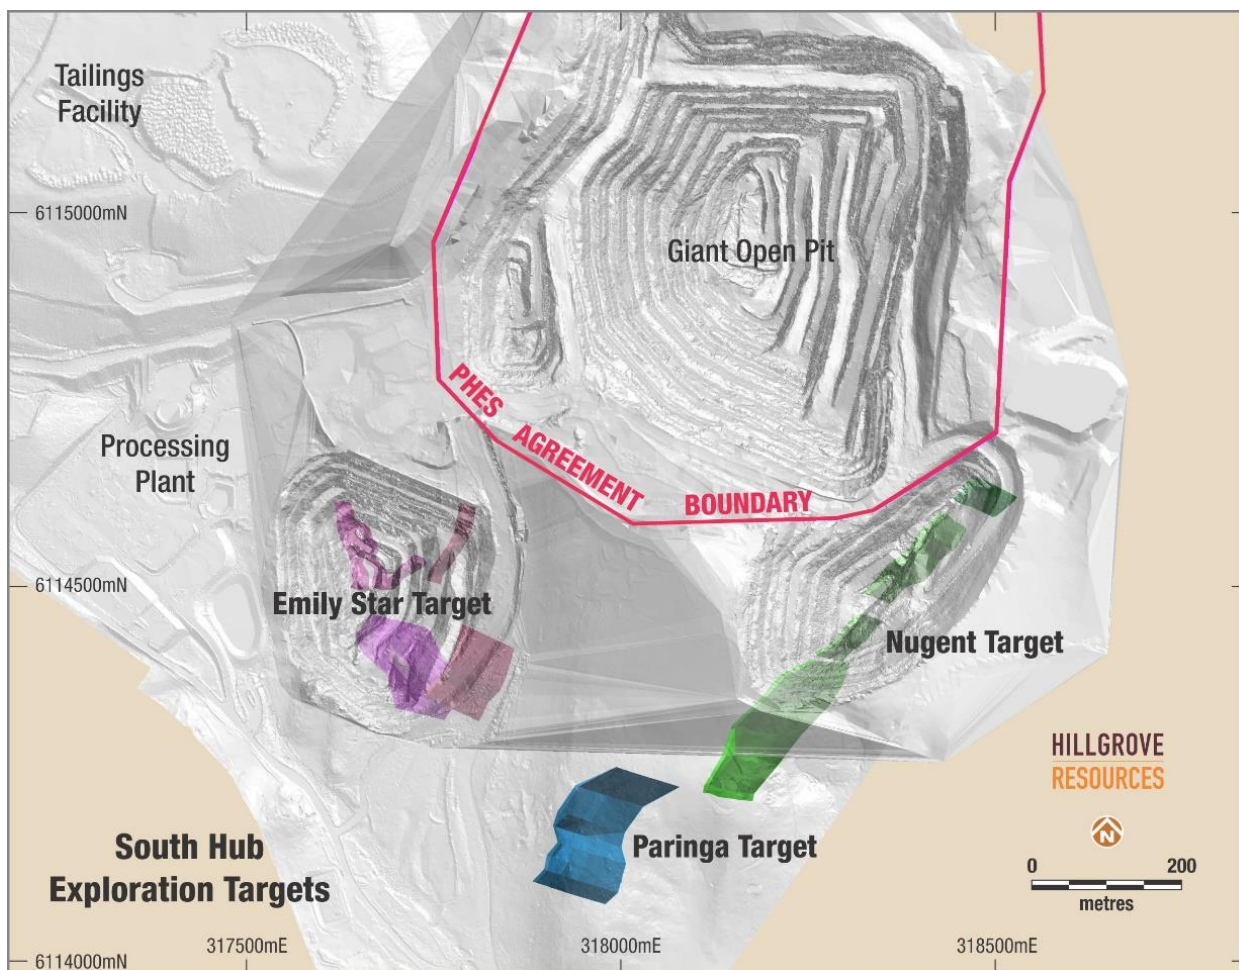 Tailings
Facility
6115000mN
Giant Open Pit
PHES AGREEMENT BOUNDARY
Processing
Plant
6114500mN
Emily Star Target
Nugent Target
HILLGROVE
RESOURCES
N
0 200
metres
Paringa Target
South Hub
Exploration Targets
317500mE 318000mE 318500mE
6114000mN